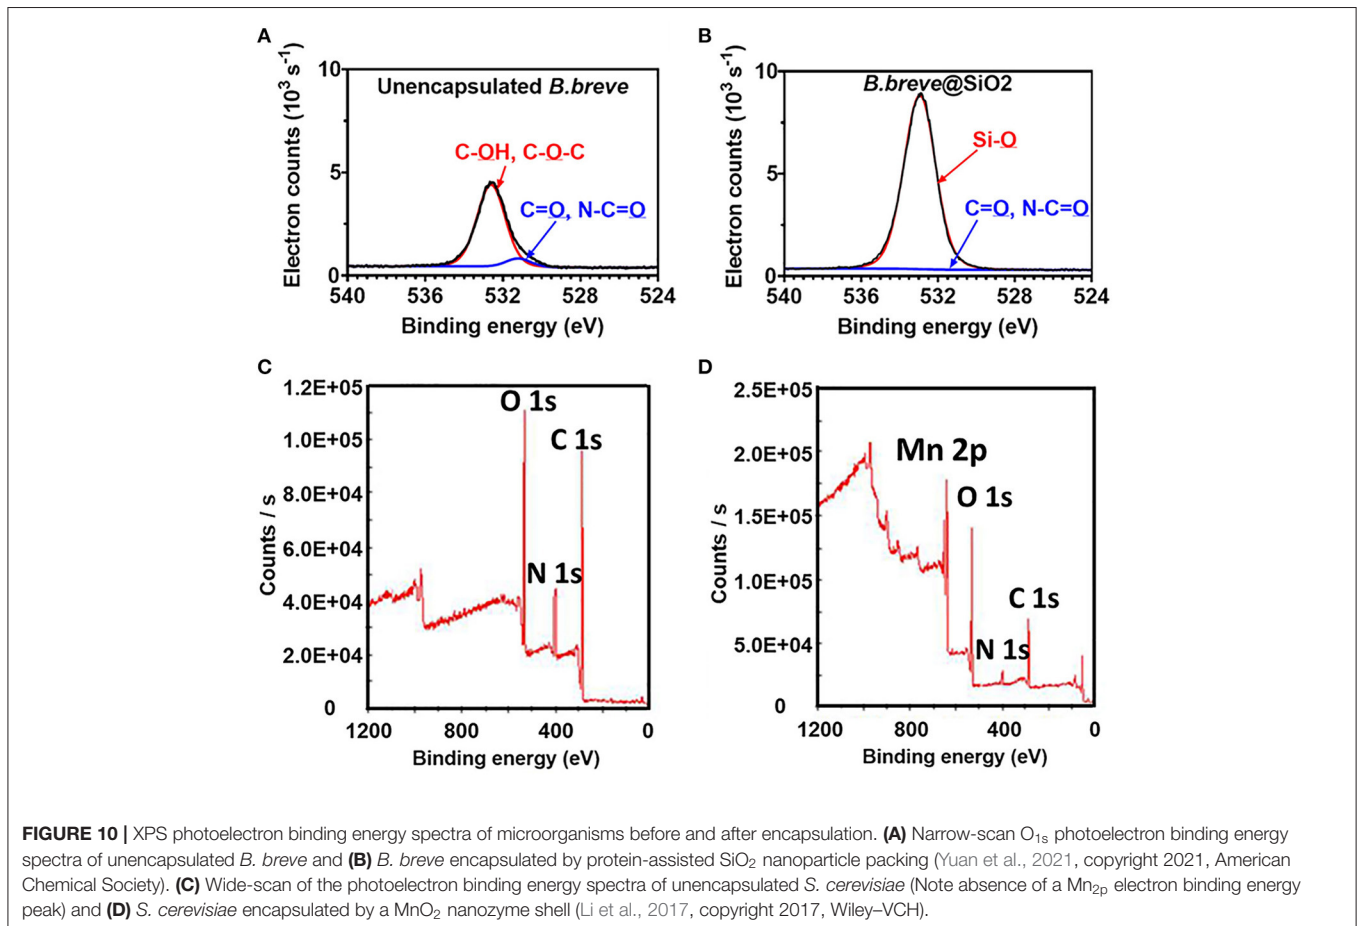 A
Electron counts (10³ s⁻¹)
10
5
0
Unencapsulated B.breve
C-OH, C-O-C
C=O, N-C=O
540 536 532 528 524
Binding energy (eV)
B
Electron counts (10³ s⁻¹)
10
5
0
B.breve@SiO2
Si-O
C=O, N-C=O
540 536 532 528 524
Binding energy (eV)
C
Counts / s
1.2E+05
1.0E+05
8.0E+04
6.0E+04
4.0E+04
2.0E+04
0
O 1s
C 1s
N 1s
1200 800 400 0
Binding energy (eV)
D
Counts / s
2.5E+05
2.0E+05
1.5E+05
1.0E+05
5.0E+04
0
Mn 2p
O 1s
C 1s
N 1s
1200 800 400 0
Binding energy (eV)
FIGURE 10 | XPS photoelectron binding energy spectra of microorganisms before and after encapsulation. (A) Narrow-scan O₁ₛ photoelectron binding energy
spectra of unencapsulated B. breve and (B) B. breve encapsulated by protein-assisted SiO₂ nanoparticle packing (Yuan et al., 2021, copyright 2021, American
Chemical Society). (C) Wide-scan of the photoelectron binding energy spectra of unencapsulated S. cerevisiae (Note absence of a Mn₂ₚ electron binding energy
peak) and (D) S. cerevisiae encapsulated by a MnO₂ nanozyme shell (Li et al., 2017, copyright 2017, Wiley–VCH).